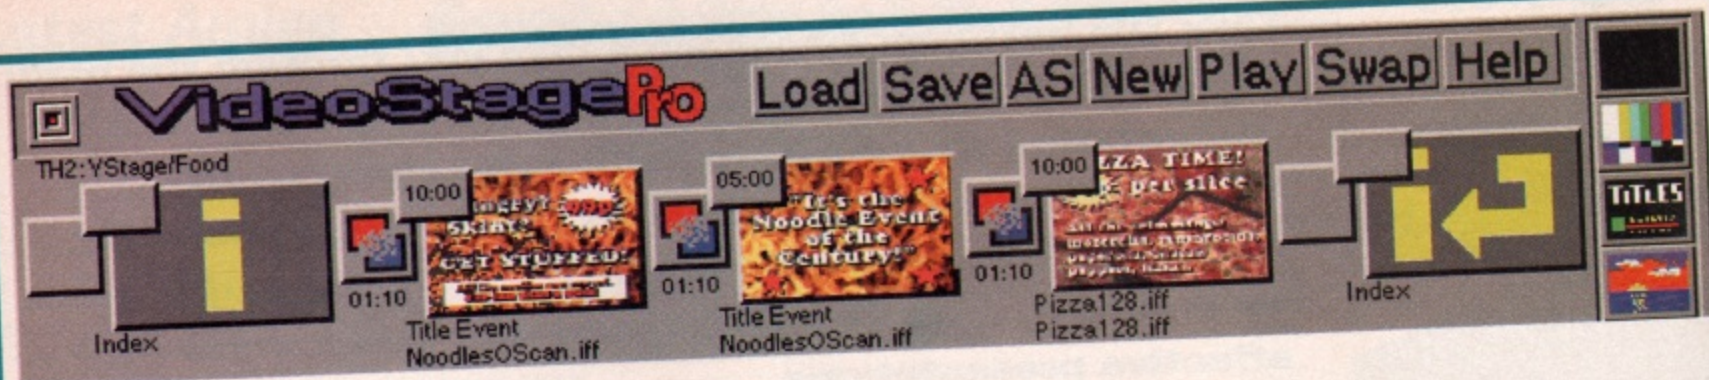 VideoStagePro
Load Save AS New Play Swap Help
TH2:YStage/Food
Index
10:00
GET STUFFED!
01:10
Title Event
NoodlesOScan.iff
05:00
"It's the
Noodle Event
of the
Century!"
01:10
Title Event
NoodlesOScan.iff
10:00
ZZA TIME!
per slice
01:10
Pizza128.iff
Pizza128.iff
Index
TITLES